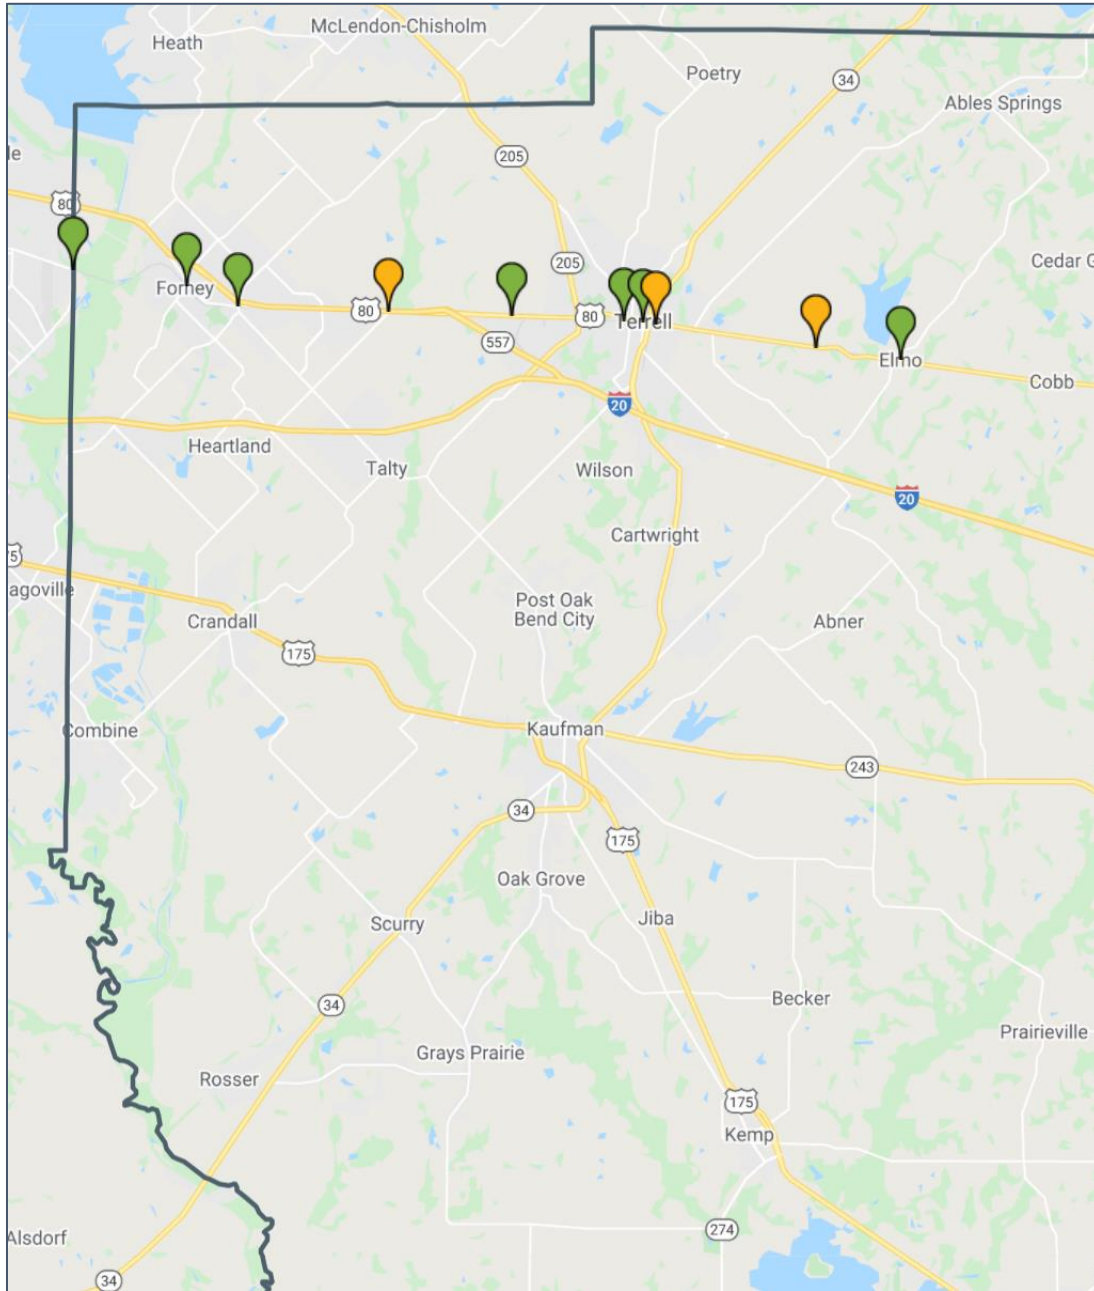 McLendon-Chisholm
Heath
Poetry
34
Ables Springs
205
le
80
Cedar G
205
Forney
80
80
Terrell
557
Elmo
Cobb
20
Heartland
Talty
Wilson
20
Cartwright
75
agoville
Post Oak
Bend City
Crandall
Abner
175
Combine
Kaufman
243
34
175
Oak Grove
Scurry
Jiba
Becker
34
Prairieville
Grays Prairie
Rosser
175
Kemp
274
Alsdorf
34